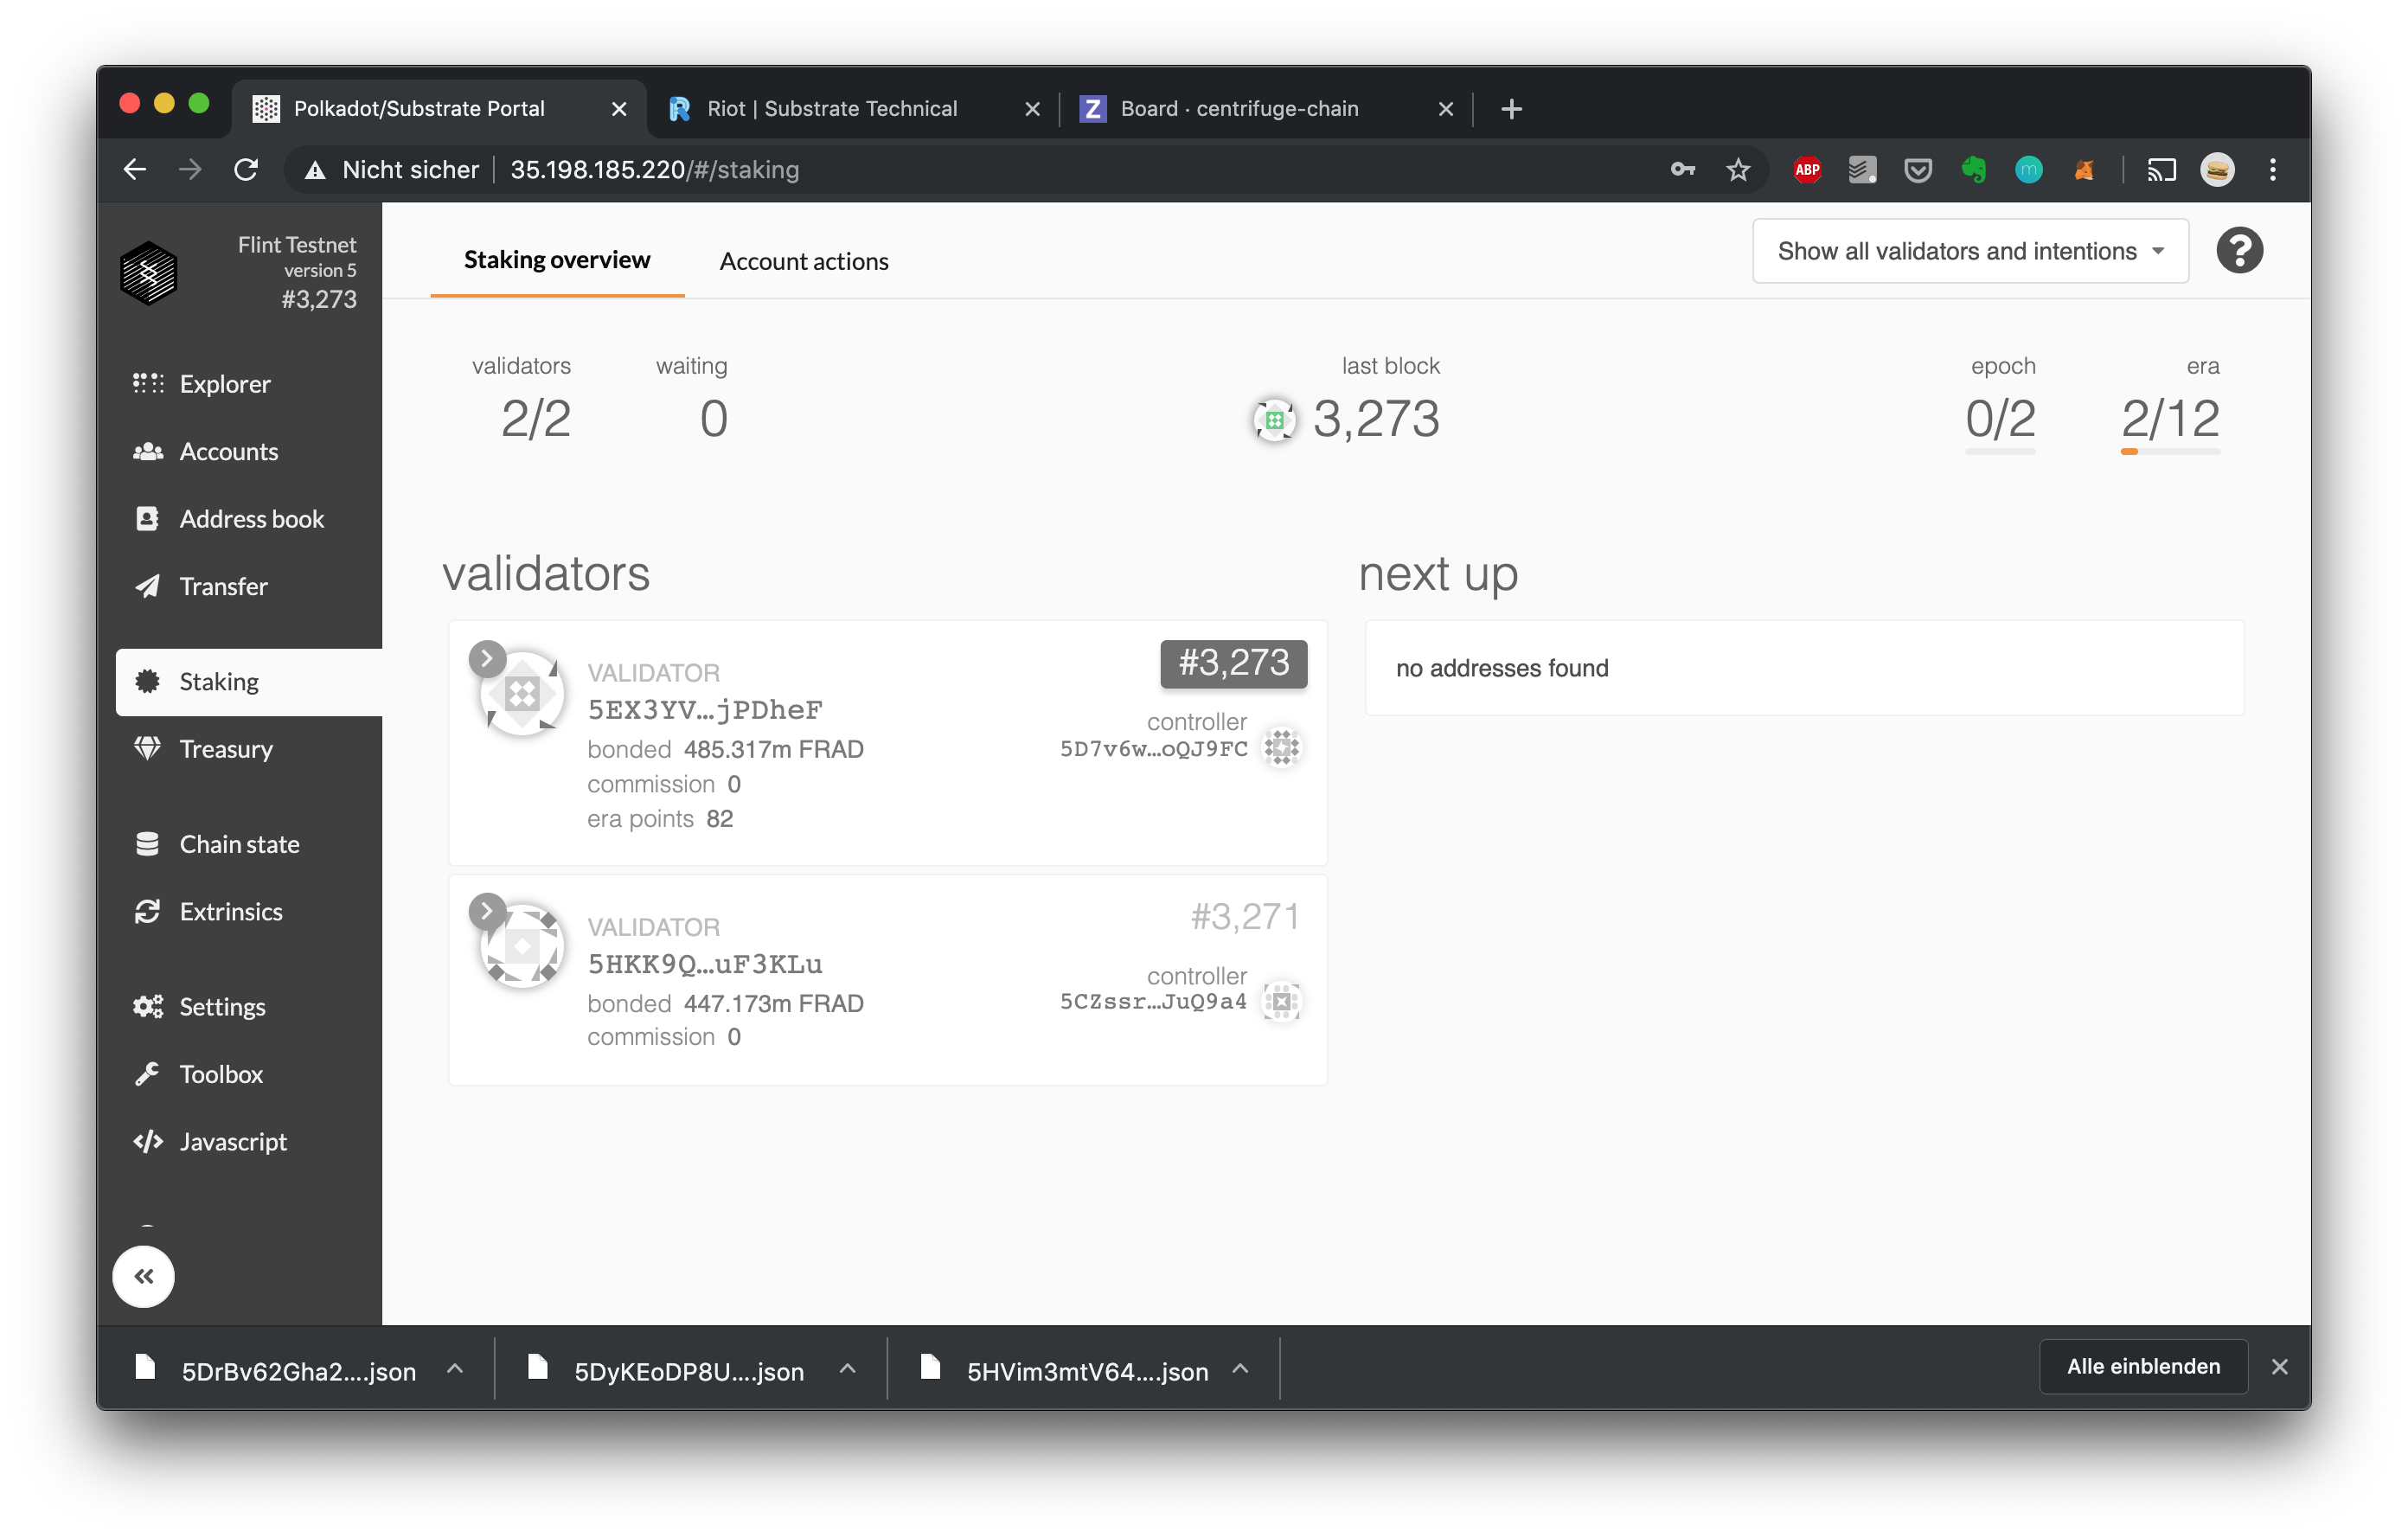 Polkadot/Substrate Portal
Riot | Substrate Technical
Z Board · centrifuge-chain
Nicht sicher 35.198.185.220/#/staking
ABP
m
Flint Testnet
version 5
#3,273
Explorer
Accounts
Address book
Transfer
Staking
Treasury
Chain state
Extrinsics
Settings
Toolbox
Javascript
Staking overview
Account actions
Show all validators and intentions
?
validators
2/2
waiting
0
last block
3,273
epoch
0/2
era
2/12
validators
VALIDATOR
5EX3YV…jPDheF
bonded 485.317m FRAD
commission 0
era points 82
#3,273
controller
5D7v6w…oQJ9FC
VALIDATOR
5HKK9Q…uF3KLu
bonded 447.173m FRAD
commission 0
#3,271
controller
5CZssr…JuQ9a4
next up
no addresses found
5DrBv62Gha2....json
5DyKEoDP8U....json
5HVim3mtV64....json
Alle einblenden